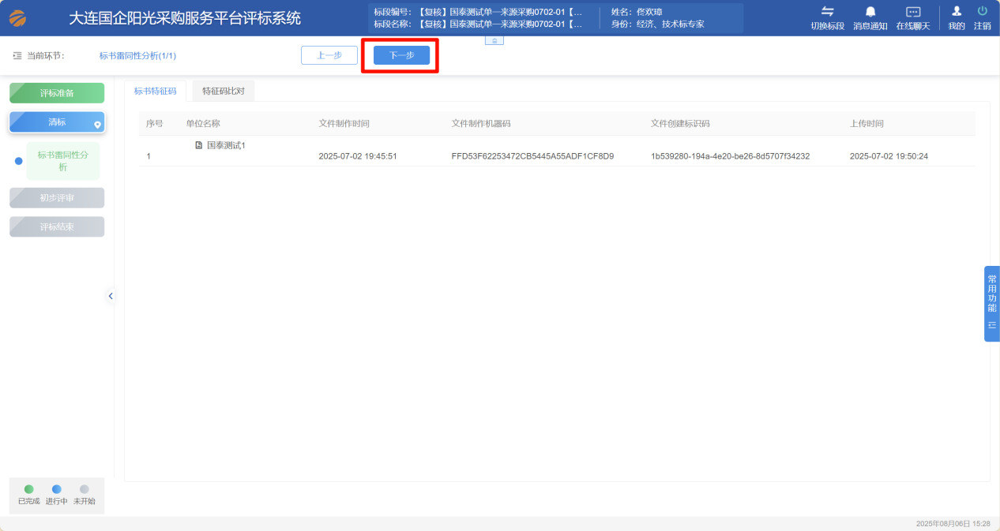 大连国企阳光采购服务平台评标系统
标段编号：【复核】国泰测试单一来源采购0702-01【...
标段名称：【复核】国泰测试单一来源采购0702-01【...
姓名：佟欢璋
身份：经济、技术标专家
切换标段
消息通知
在线聊天
我的
注销
当前环节：
标书雷同性分析(1/1)
上一步
下一步
评标准备
清标
标书雷同性分
析
初步评审
评标结束
标书特征码
特征码比对
序号 单位名称 文件制作时间 文件制作机器码 文件创建标识码 上传时间
国泰测试1
1 2025-07-02 19:45:51 FFD53F62253472CB5445A55ADF1CF8D9 1b539280-194a-4e20-be26-8d5707f34232 2025-07-02 19:50:24
常用功能
已完成 进行中 未开始
2025年08月06日 15:28